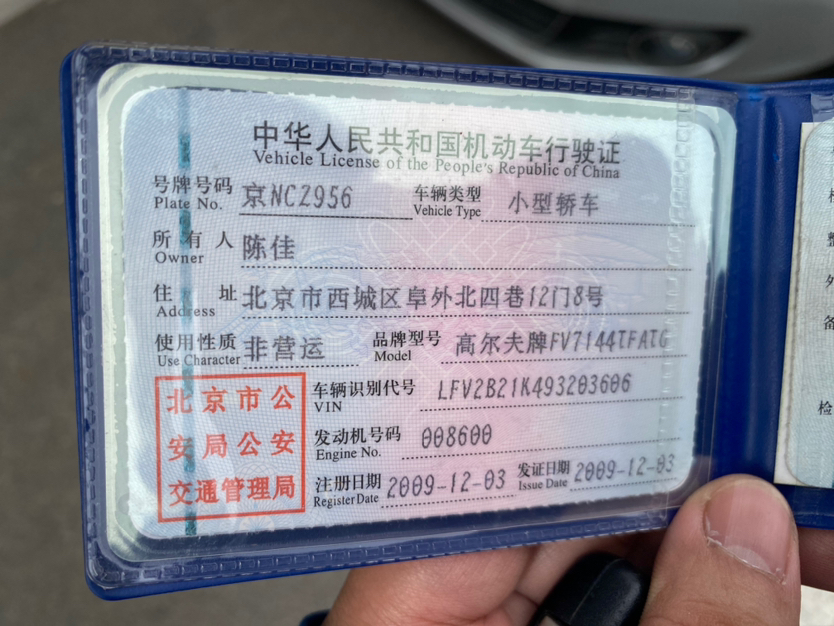 中华人民共和国机动车行驶证
Vehicle License of the People's Republic of China
号牌号码 京NCZ956 车辆类型 小型轿车
Plate No. Vehicle Type
所有人 陈佳
Owner
住址 北京市西城区阜外北四巷12门8号
Address
使用性质 非营运 品牌型号 高尔夫牌FV7144TFATG
Use Character Model
北京市公
安局公安
交通管理局
车辆识别代号 LFV2B21K493203606
VIN
发动机号码 008600
Engine No.
注册日期 2009-12-03 发证日期 2009-12-03
Register Date Issue Date
检